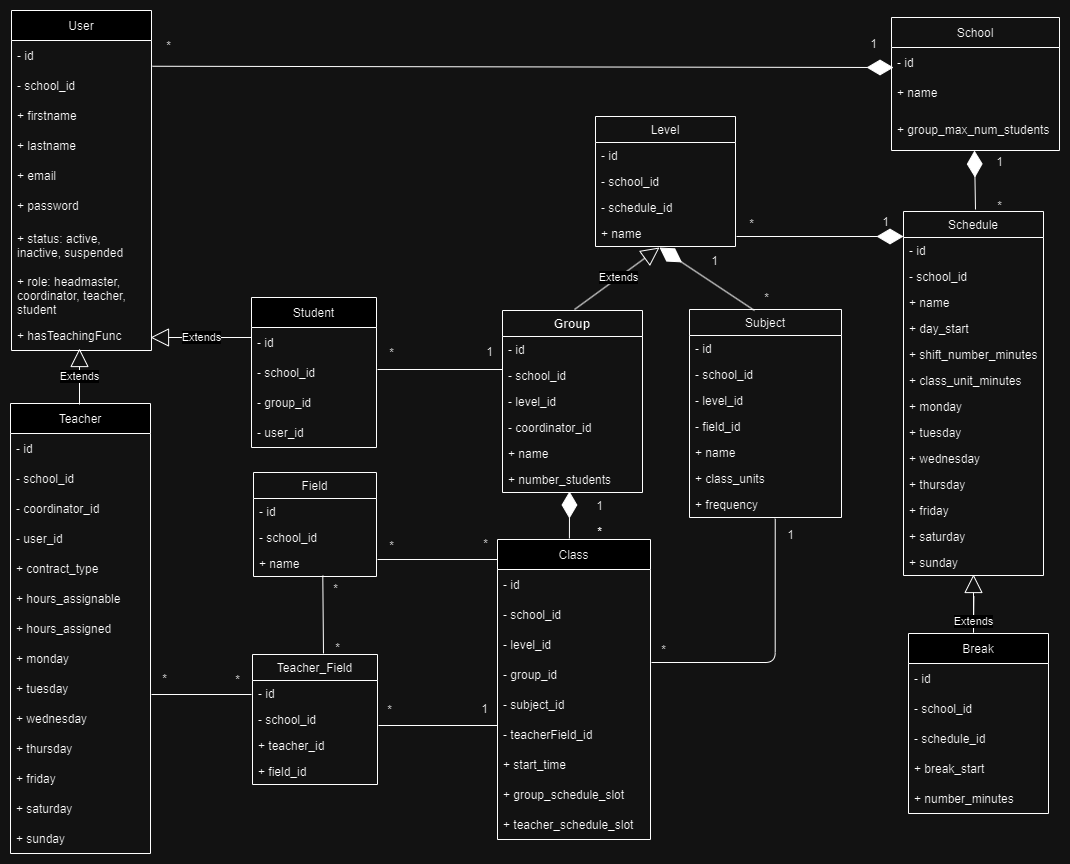 User
- id
- school_id
+ firstname
+ lastname
+ email
+ password
+ status: active,
inactive, suspended
+ role: headmaster,
coordinator, teacher,
student
+ hasTeachingFunc
*
1
School
- id
+ name
+ group_max_num_students
1
*
Level
- id
- school_id
- schedule_id
+ name
*
1
Schedule
- id
- school_id
+ name
+ day_start
+ shift_number_minutes
+ class_unit_minutes
+ monday
+ tuesday
+ wednesday
+ thursday
+ friday
+ saturday
+ sunday
Extends
1
*
Extends
Student
- id
- school_id
- group_id
- user_id
*
1
Group
- id
- school_id
- level_id
- coordinator_id
+ name
+ number_students
1
*
Subject
- id
- school_id
- level_id
- field_id
+ name
+ class_units
+ frequency
1
*
Extends
Teacher
- id
- school_id
- coordinator_id
- user_id
+ contract_type
+ hours_assignable
+ hours_assigned
+ monday
+ tuesday
+ wednesday
+ thursday
+ friday
+ saturday
+ sunday
*
*
Field
- id
- school_id
+ name
*
*
*
*
Teacher_Field
- id
- school_id
+ teacher_id
+ field_id
*
1
Class
- id
- school_id
- level_id
- group_id
- subject_id
- teacherField_id
+ start_time
+ group_schedule_slot
+ teacher_schedule_slot
Extends
Break
- id
- school_id
- schedule_id
+ break_start
+ number_minutes